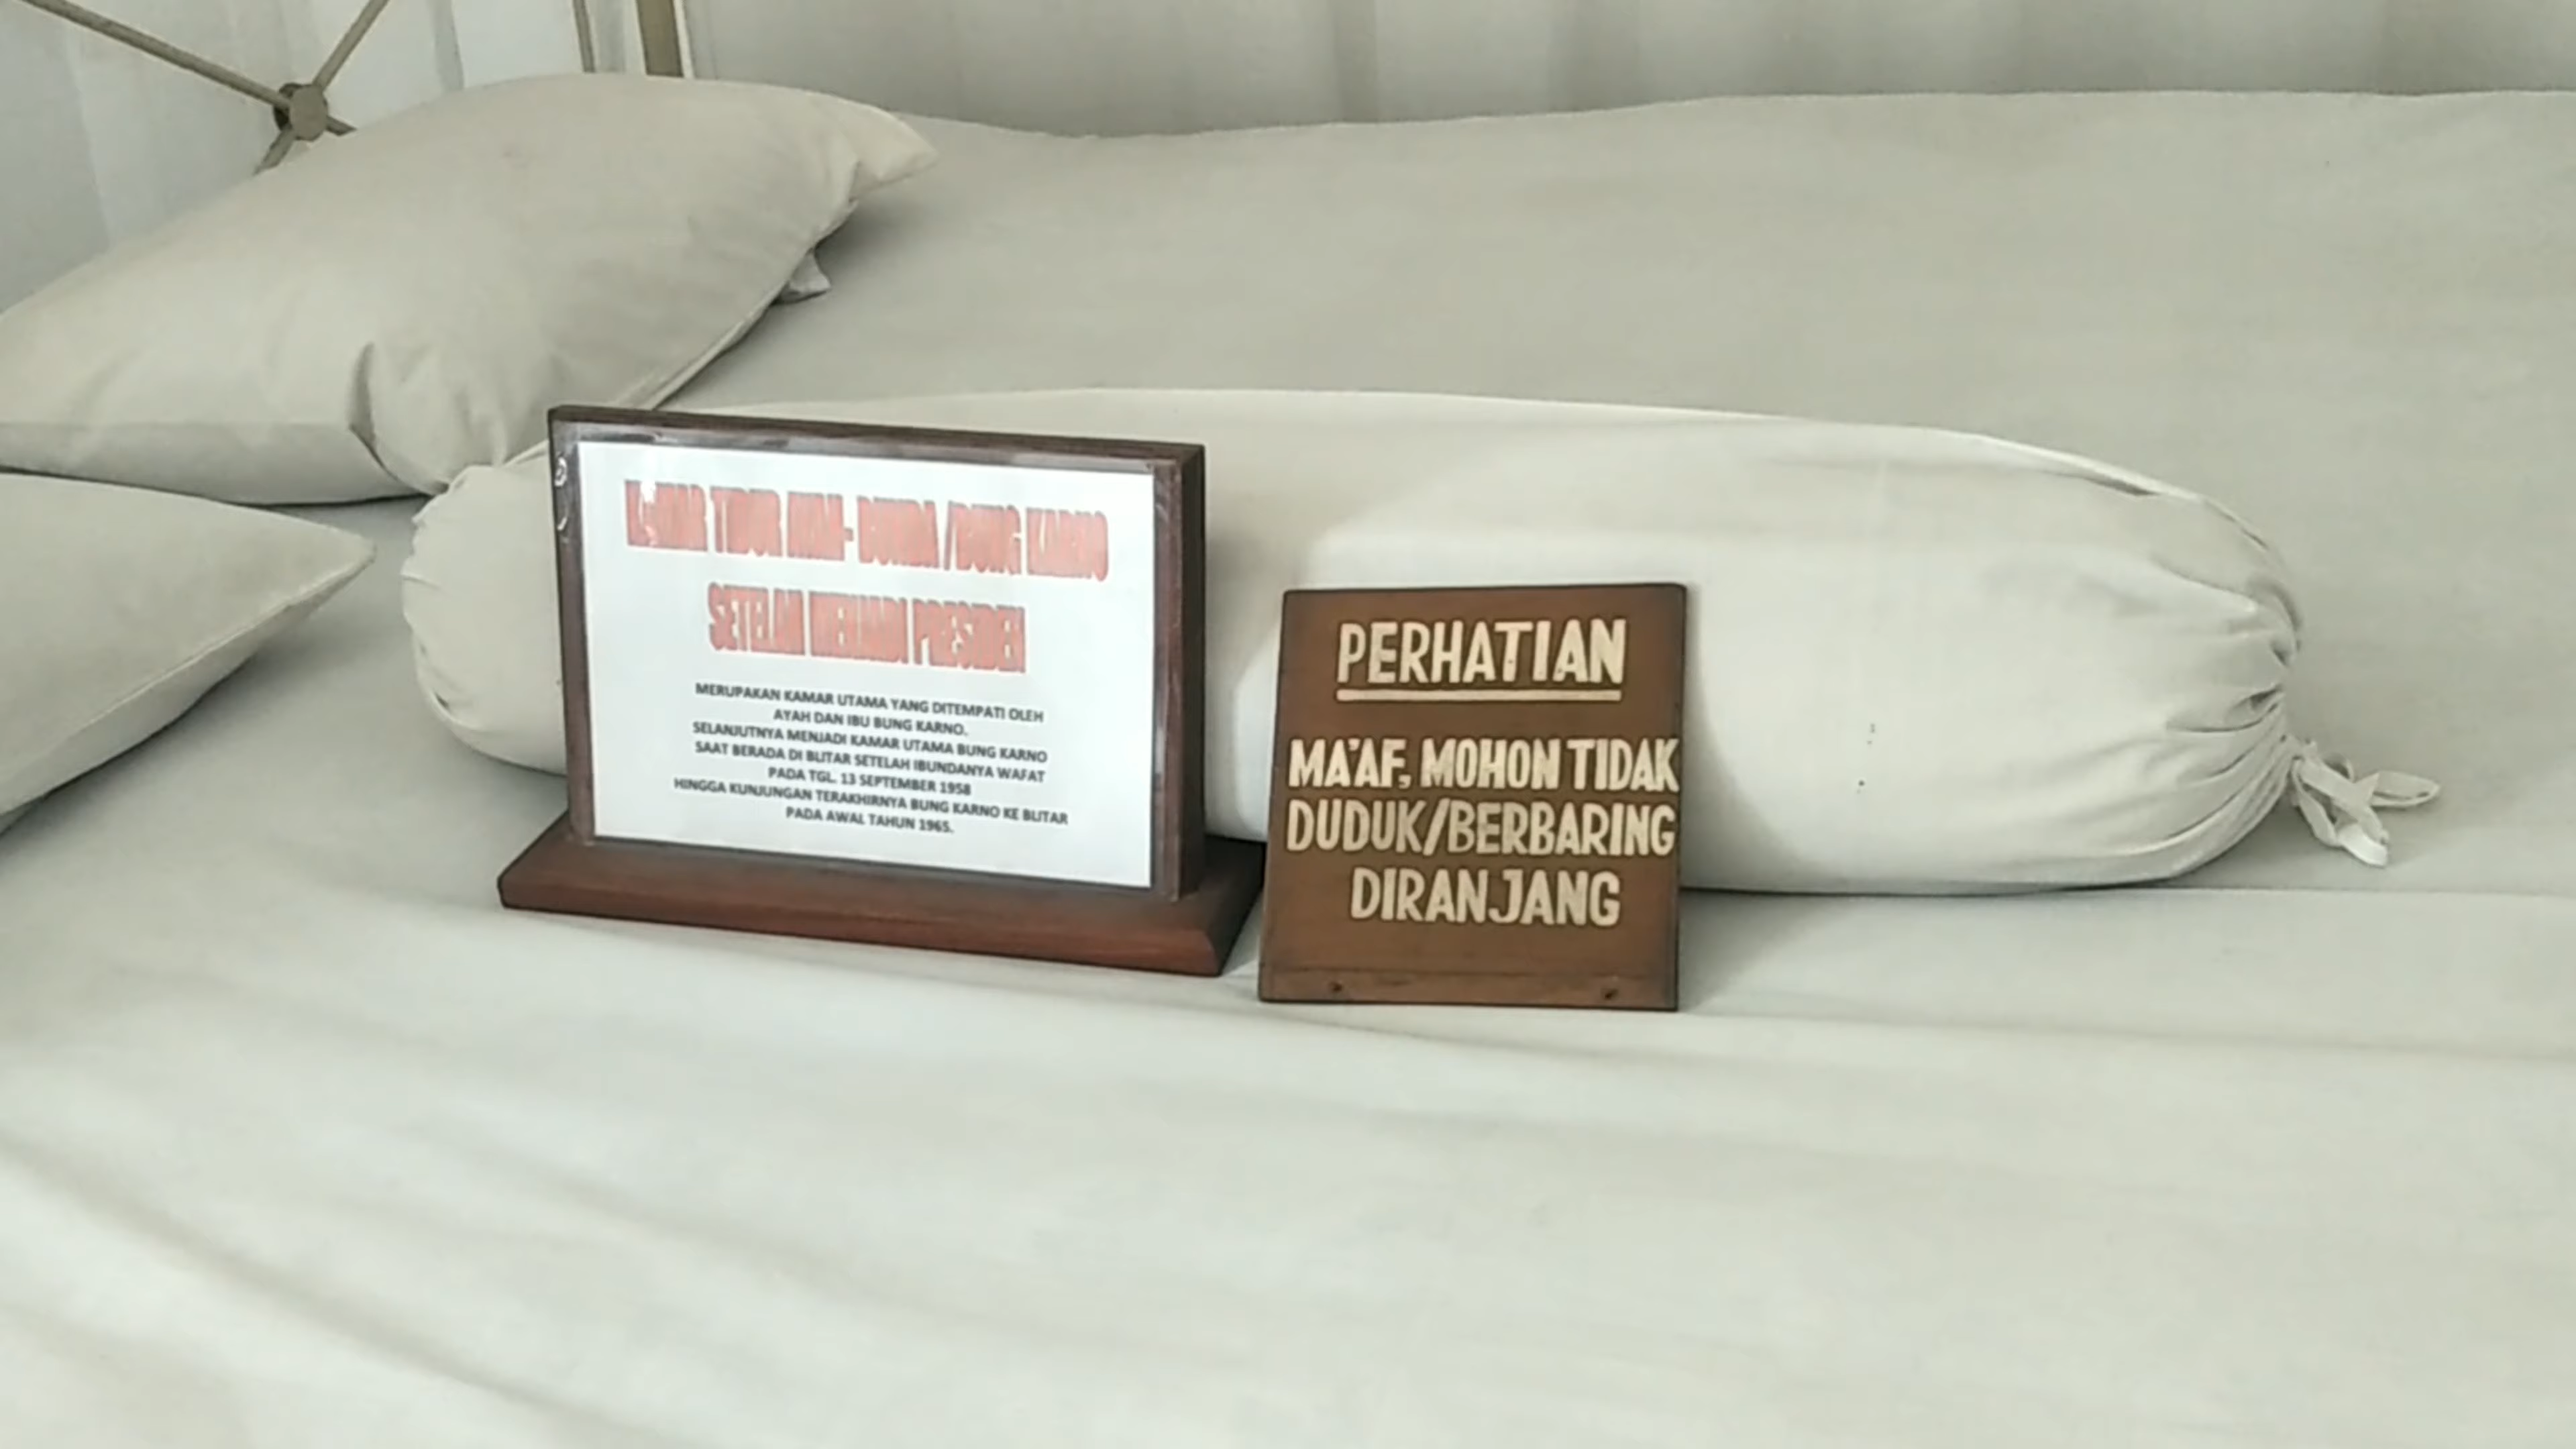 KAMAR TIDUR AYAH- BUNDA /BUNG KARNO
SETELAH MENJADI PRESIDEN
MERUPAKAN KAMAR UTAMA YANG DITEMPATI OLEH
AYAH DAN IBU BUNG KARNO.
SELANJUTNYA MENJADI KAMAR UTAMA BUNG KARNO
SAAT BERADA DI BLITAR SETELAH IBUNDANYA WAFAT
PADA TGL. 13 SEPTEMBER 1958
HINGGA KUNJUNGAN TERAKHIRNYA BUNG KARNO KE BLITAR
PADA AWAL TAHUN 1965.
PERHATIAN
MA'AF, MOHON TIDAK
DUDUK/BERBARING
DIRANJANG